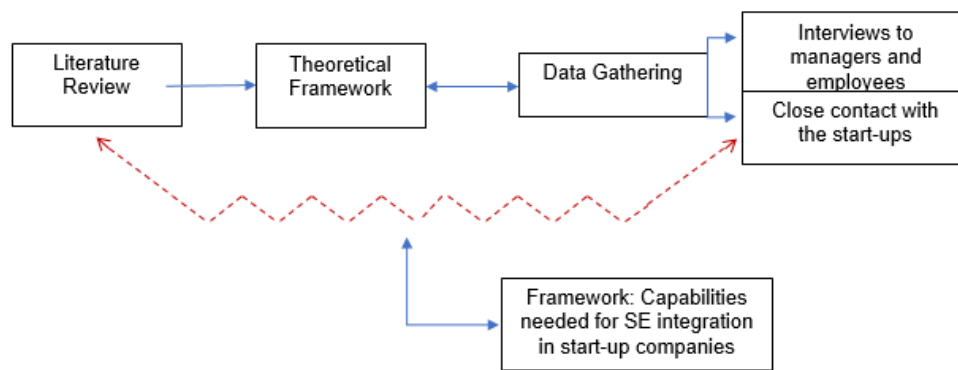 Literature
Review
Theoretical
Framework
Data Gathering
Interviews to
managers and
employees
Close contact with
the start-ups
Framework: Capabilities
needed for SE integration
in start-up companies